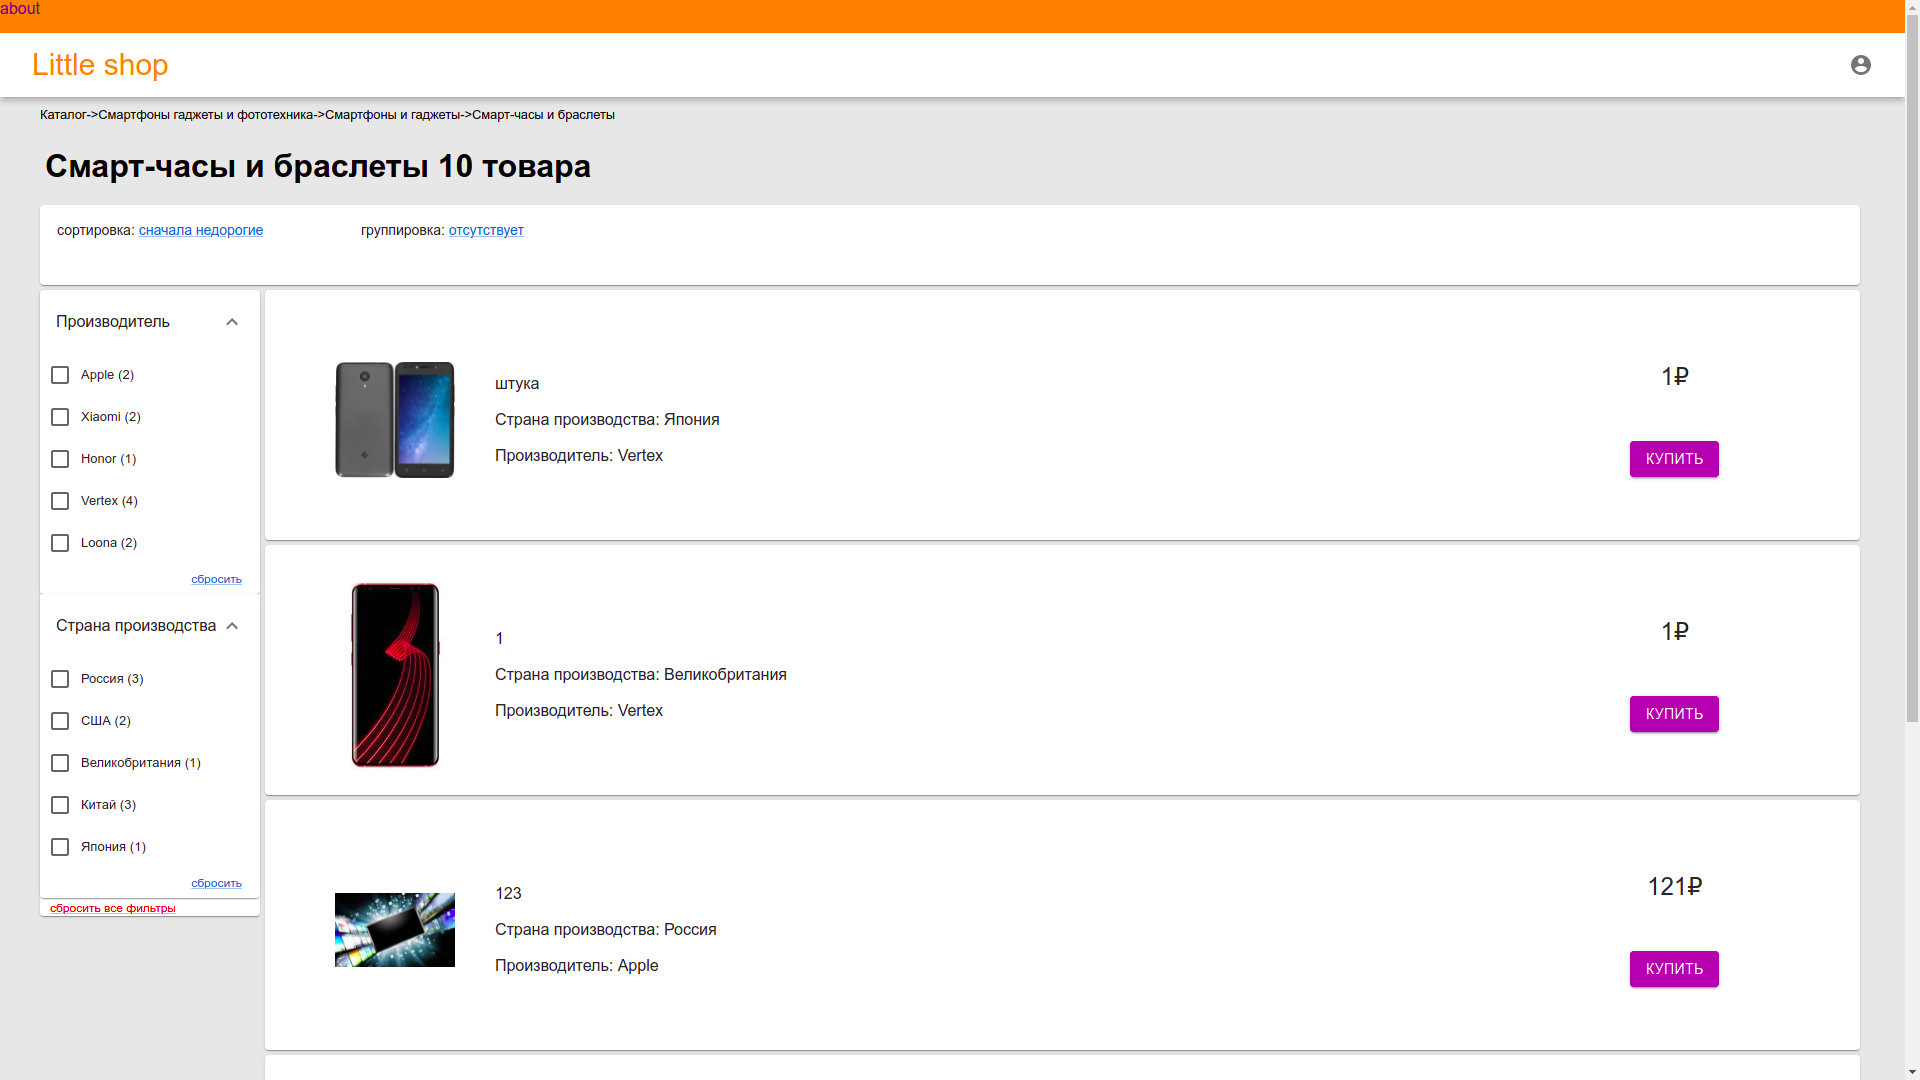 about
Little shop
Каталог->Смартфоны гаджеты и фототехника->Смартфоны и гаджеты->Смарт-часы и браслеты
Смарт-часы и браслеты 10 товара
сортировка: сначала недорогие
группировка: отсутствует
Производитель
Apple (2)
Xiaomi (2)
Honor (1)
Vertex (4)
Loona (2)
сбросить
Страна производства
Россия (3)
США (2)
Великобритания (1)
Китай (3)
Япония (1)
сбросить
сбросить все фильтры
штука
Страна производства: Япония
Производитель: Vertex
1₽
КУПИТЬ
1
Страна производства: Великобритания
Производитель: Vertex
1₽
КУПИТЬ
123
Страна производства: Россия
Производитель: Apple
121₽
КУПИТЬ